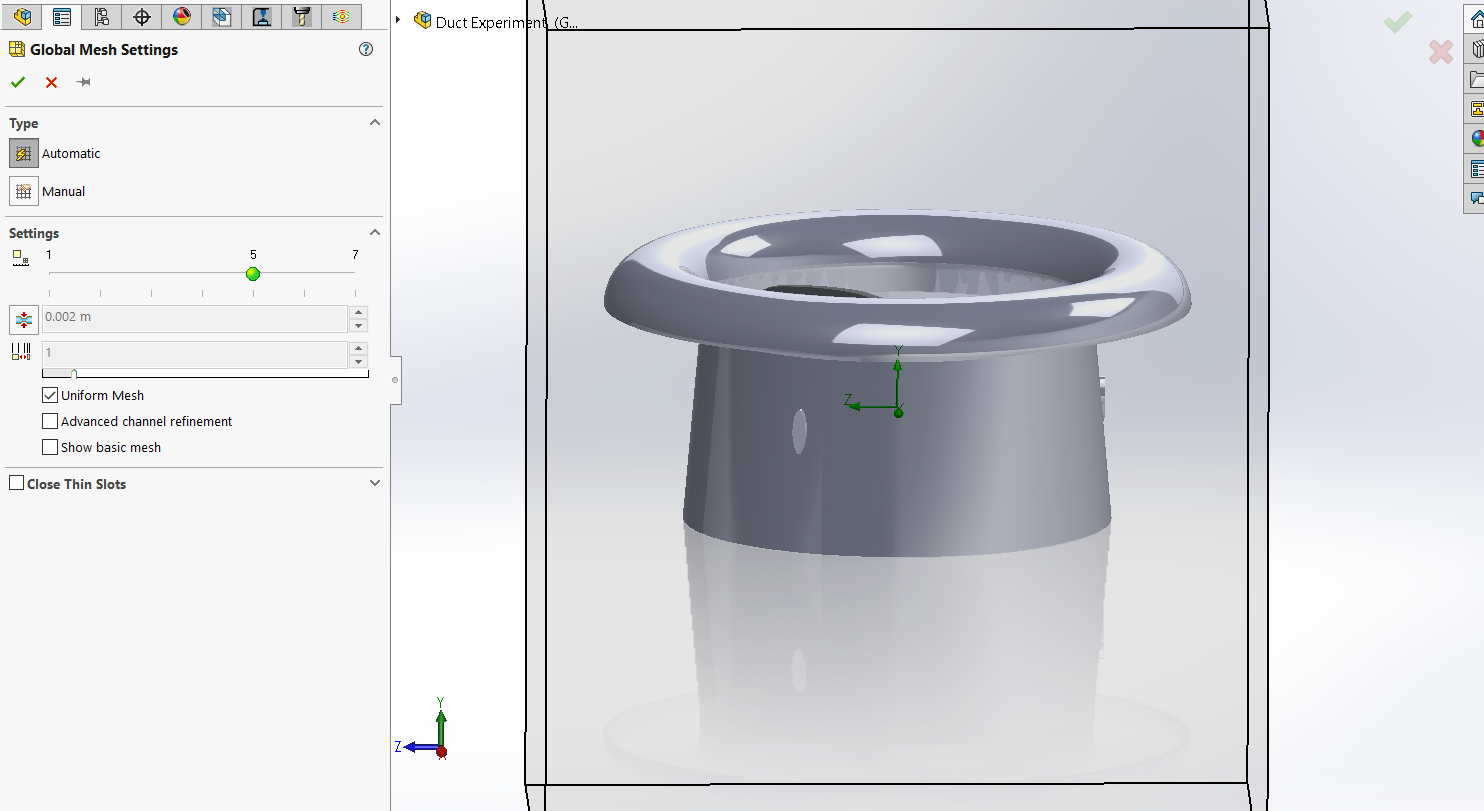 Duct Experiment (G...
Global Mesh Settings
?
Type
Automatic
Manual
Settings
1 5 7
0.002 m
1
Uniform Mesh
Advanced channel refinement
Show basic mesh
Close Thin Slots
Y
Z
X
Y
Z
X